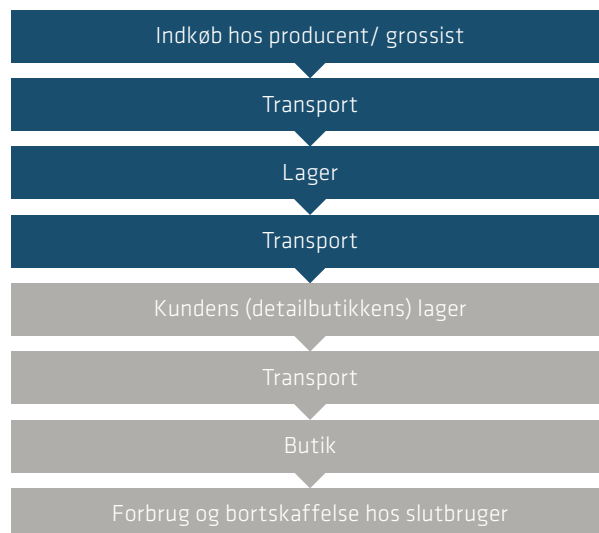 Indkøb hos producent/ grossist
Transport
Lager
Transport
Kundens (detailbutikkens) lager
Transport
Butik
Forbrug og bortskaffelse hos slutbruger